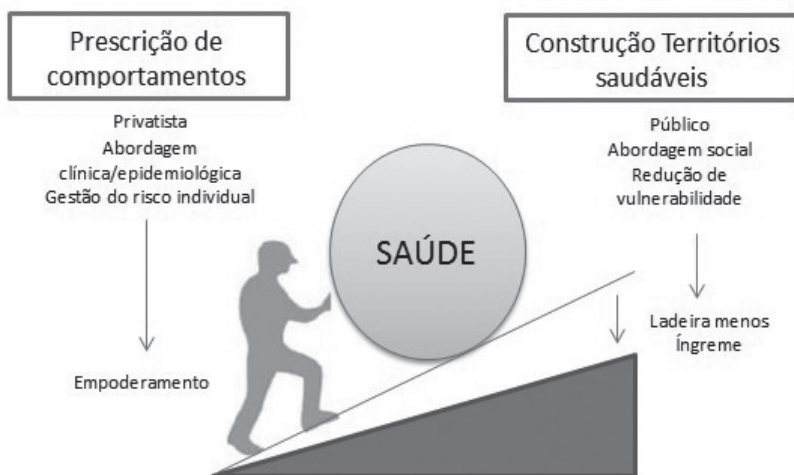 Prescrição de
comportamentos
Privatista
Abordagem
clínica/epidemiológica
Gestão do risco individual
Empoderamento
SAÚDE
Construção Territórios
saudáveis
Público
Abordagem social
Redução de
vulnerabilidade
Ladeira menos
Íngreme